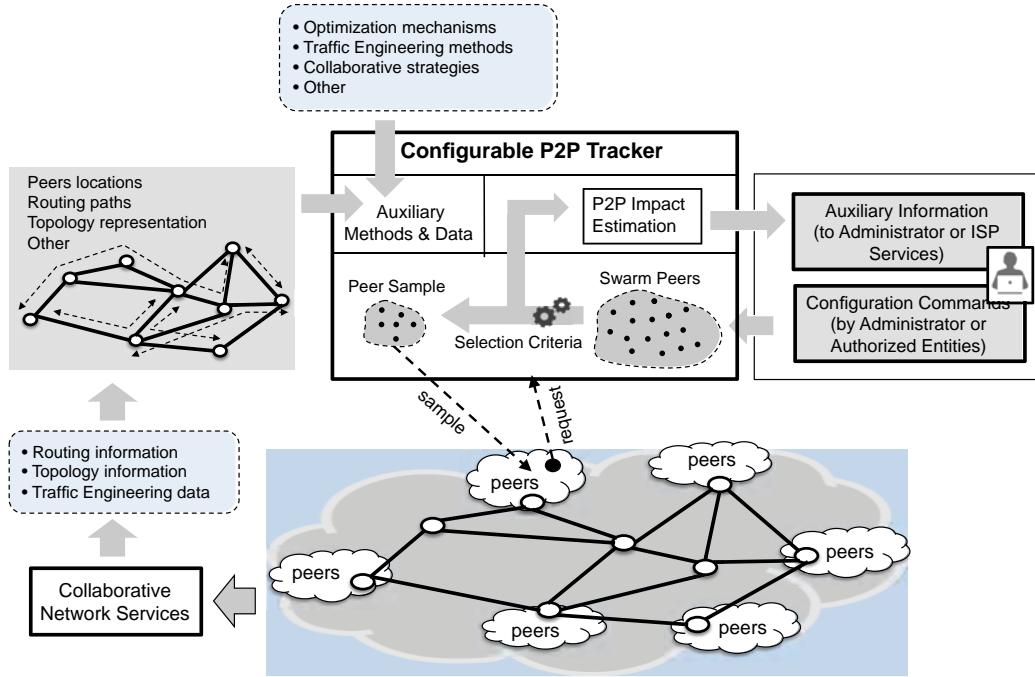 • Optimization mechanisms
• Traffic Engineering methods
• Collaborative strategies
• Other
Configurable P2P Tracker
Peers locations
Routing paths
Topology representation
Other
Auxiliary
Methods & Data
P2P Impact
Estimation
Auxiliary Information
(to Administrator or ISP
Services)
Peer Sample
Swarm Peers
Selection Criteria
Configuration Commands
(by Administrator or
Authorized Entities)
sample
request
• Routing information
• Topology information
• Traffic Engineering data
Collaborative
Network Services
peers
peers
peers
peers
peers
peers